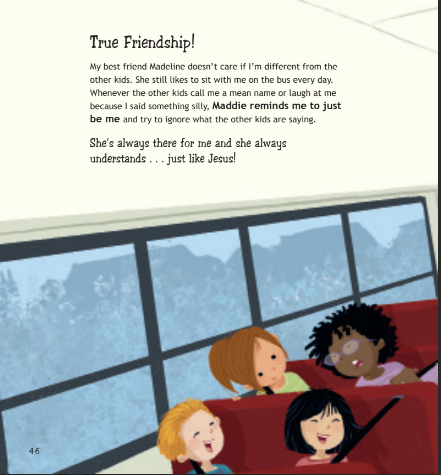 True Friendship!
My best friend Madeline doesn't care if I'm different from the
other kids. She still likes to sit with me on the bus every day.
Whenever the other kids call me a mean name or laugh at me
because I said something silly, Maddie reminds me to just
be me and try to ignore what the other kids are saying.
She's always there for me and she always
understands . . . just like Jesus!
46